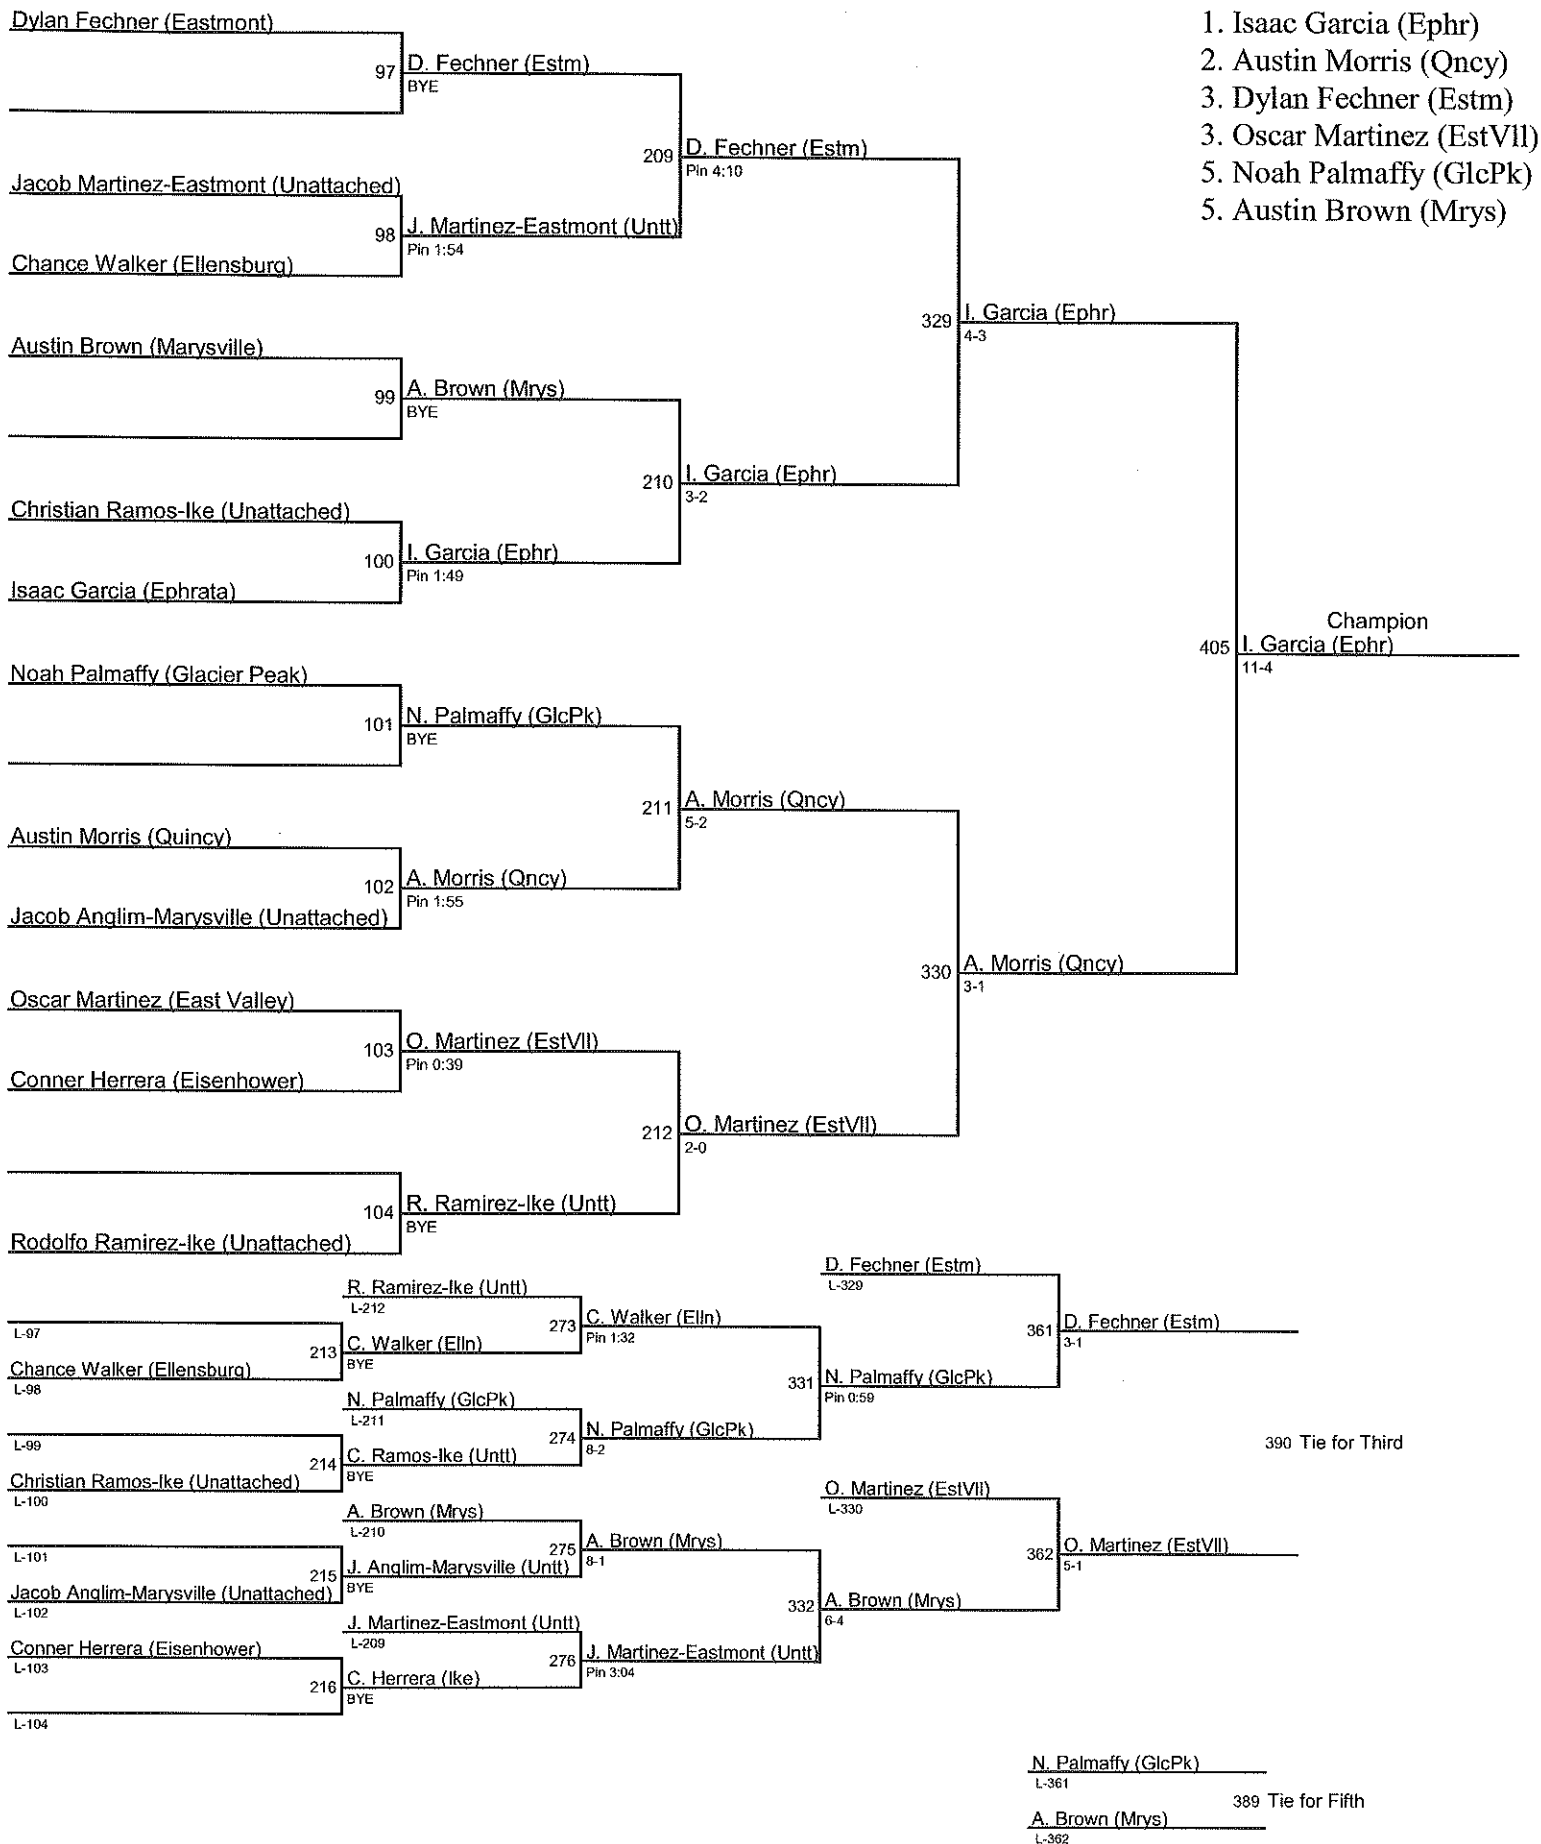 1. Isaac Garcia (Ephr)
2. Austin Morris (Qncy)
3. Dylan Fechner (Estm)
3. Oscar Martinez (EstVll)
5. Noah Palmaffy (GlcPk)
5. Austin Brown (Mrys)
Dylan Fechner (Eastmont)
97
D. Fechner (Estm)
BYE
209
D. Fechner (Estm)
Pin 4:10
Jacob Martinez-Eastmont (Unattached)
98
J. Martinez-Eastmont (Untt)
Pin 1:54
Chance Walker (Ellensburg)
329
I. Garcia (Ephr)
4-3
Austin Brown (Marysville)
99
A. Brown (Mrys)
BYE
210
I. Garcia (Ephr)
3-2
Christian Ramos-Ike (Unattached)
100
I. Garcia (Ephr)
Pin 1:49
Isaac Garcia (Ephrata)
Champion
405
I. Garcia (Ephr)
11-4
Noah Palmaffy (Glacier Peak)
101
N. Palmaffy (GlcPk)
BYE
211
A. Morris (Qncy)
5-2
Austin Morris (Quincy)
102
A. Morris (Qncy)
Pin 1:55
Jacob Anglim-Marysville (Unattached)
330
A. Morris (Qncy)
3-1
Oscar Martinez (East Valley)
103
O. Martinez (EstVll)
Pin 0:39
Conner Herrera (Eisenhower)
212
O. Martinez (EstVll)
2-0
104
R. Ramirez-Ike (Untt)
BYE
Rodolfo Ramirez-Ike (Unattached)
R. Ramirez-Ike (Untt)
L-212
L-97
213
C. Walker (Elln)
BYE
Chance Walker (Ellensburg)
L-98
273
C. Walker (Elln)
Pin 1:32
N. Palmaffy (GlcPk)
L-211
L-99
214
C. Ramos-Ike (Untt)
BYE
Christian Ramos-Ike (Unattached)
L-100
274
N. Palmaffy (GlcPk)
8-2
331
N. Palmaffy (GlcPk)
Pin 0:59
D. Fechner (Estm)
L-329
361
D. Fechner (Estm)
3-1
390 Tie for Third
A. Brown (Mrys)
L-210
L-101
215
J. Anglim-Marysville (Untt)
BYE
Jacob Anglim-Marysville (Unattached)
L-102
275
A. Brown (Mrys)
8-1
J. Martinez-Eastmont (Untt)
L-209
Conner Herrera (Eisenhower)
L-103
216
C. Herrera (Ike)
BYE
L-104
276
J. Martinez-Eastmont (Untt)
Pin 3:04
332
A. Brown (Mrys)
6-4
O. Martinez (EstVll)
L-330
362
O. Martinez (EstVll)
5-1
N. Palmaffy (GlcPk)
L-361
389 Tie for Fifth
A. Brown (Mrys)
L-362